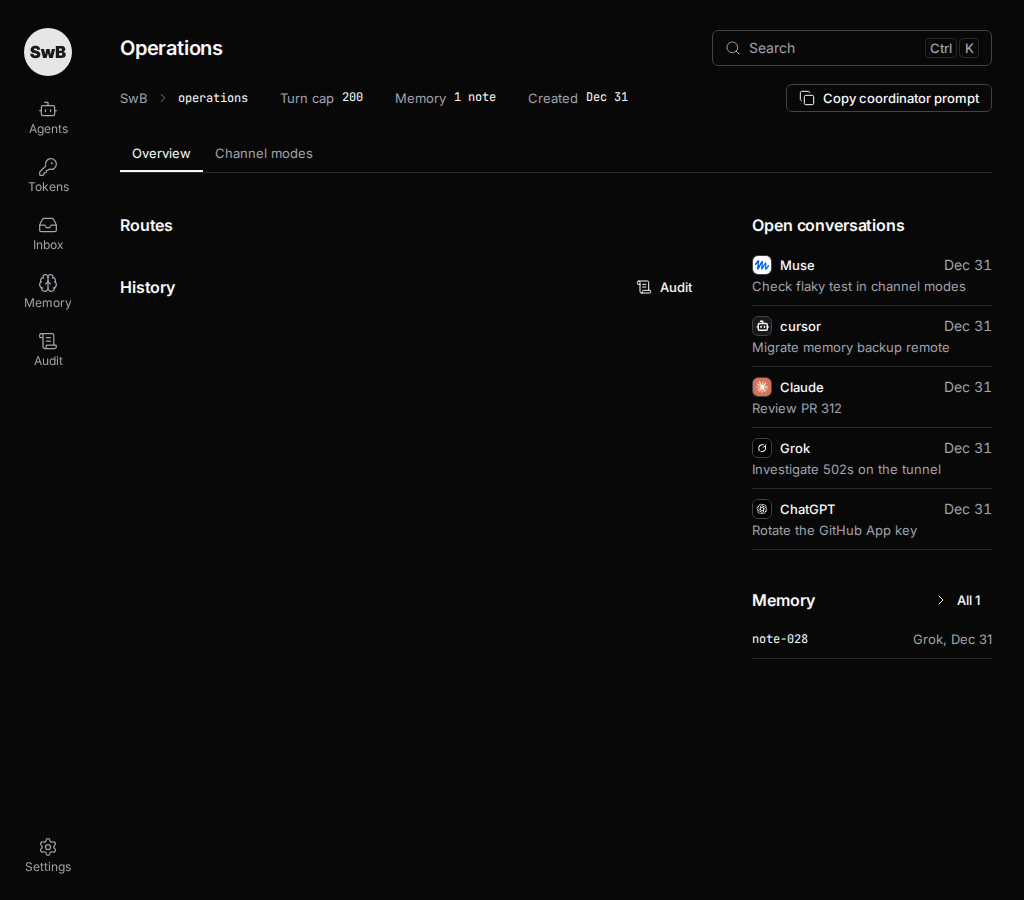 SwB
Operations
Search
Ctrl K
Agents
Tokens
Inbox
Memory
Audit
Settings
SwB > operations
Turn cap 200
Memory 1 note
Created Dec 31
Copy coordinator prompt
Overview
Channel modes
Routes
History
Audit
Open conversations
Muse Dec 31
Check flaky test in channel modes
cursor Dec 31
Migrate memory backup remote
Claude Dec 31
Review PR 312
Grok Dec 31
Investigate 502s on the tunnel
ChatGPT Dec 31
Rotate the GitHub App key
Memory
All 1
note-028 Grok, Dec 31